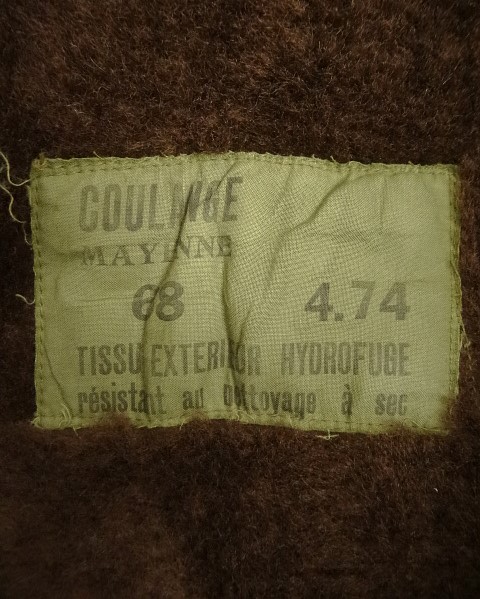 COULANGE
MAYENNE
68 4.74
TISSU EXTERIEUR HYDROFUGE
résistant au nettoyage à sec